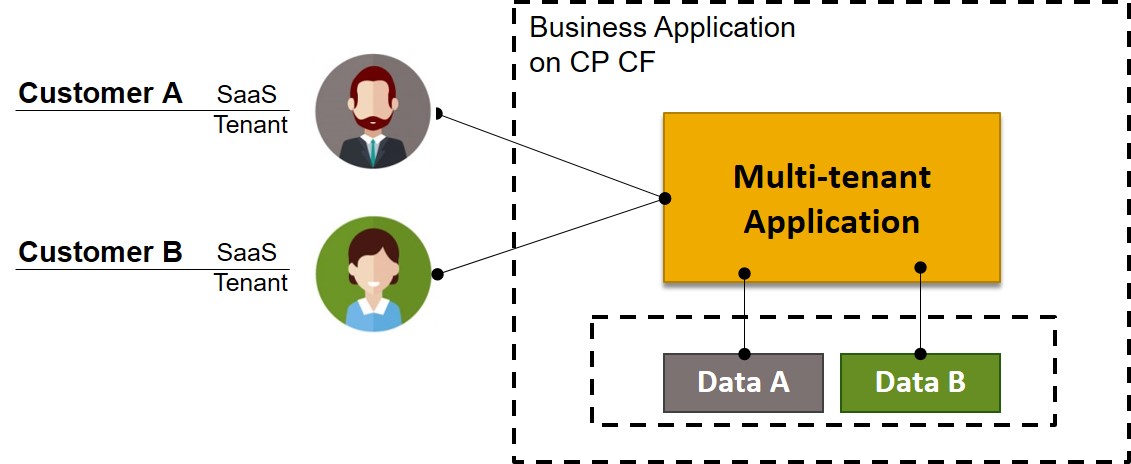 Business Application
on CP CF
Customer A SaaS
Tenant
Customer B SaaS
Tenant
Multi-tenant
Application
Data A Data B